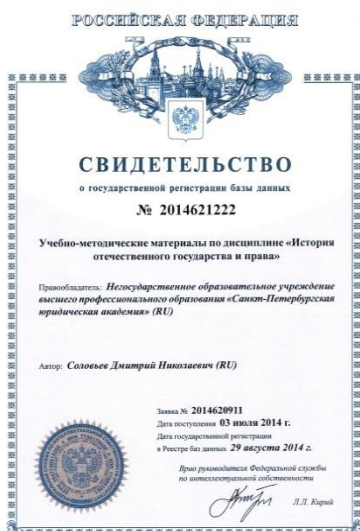 РОССИЙСКАЯ ФЕДЕРАЦИЯ
СВИДЕТЕЛЬСТВО
о государственной регистрации базы данных
№ 2014621222
Учебно-методические материалы по дисциплине «История
отечественного государства и права»
Правообладатель: Негосударственное образовательное учреждение
высшего профессионального образования «Санкт-Петербургская
юридическая академия» (RU)
Автор: Соловьев Дмитрий Николаевич (RU)
Заявка № 2014620911
Дата поступления 03 июля 2014 г.
Дата государственной регистрации
в Реестре баз данных 29 августа 2014 г.
Врио руководителя Федеральной службы
по интеллектуальной собственности
Л.Л. Кирий